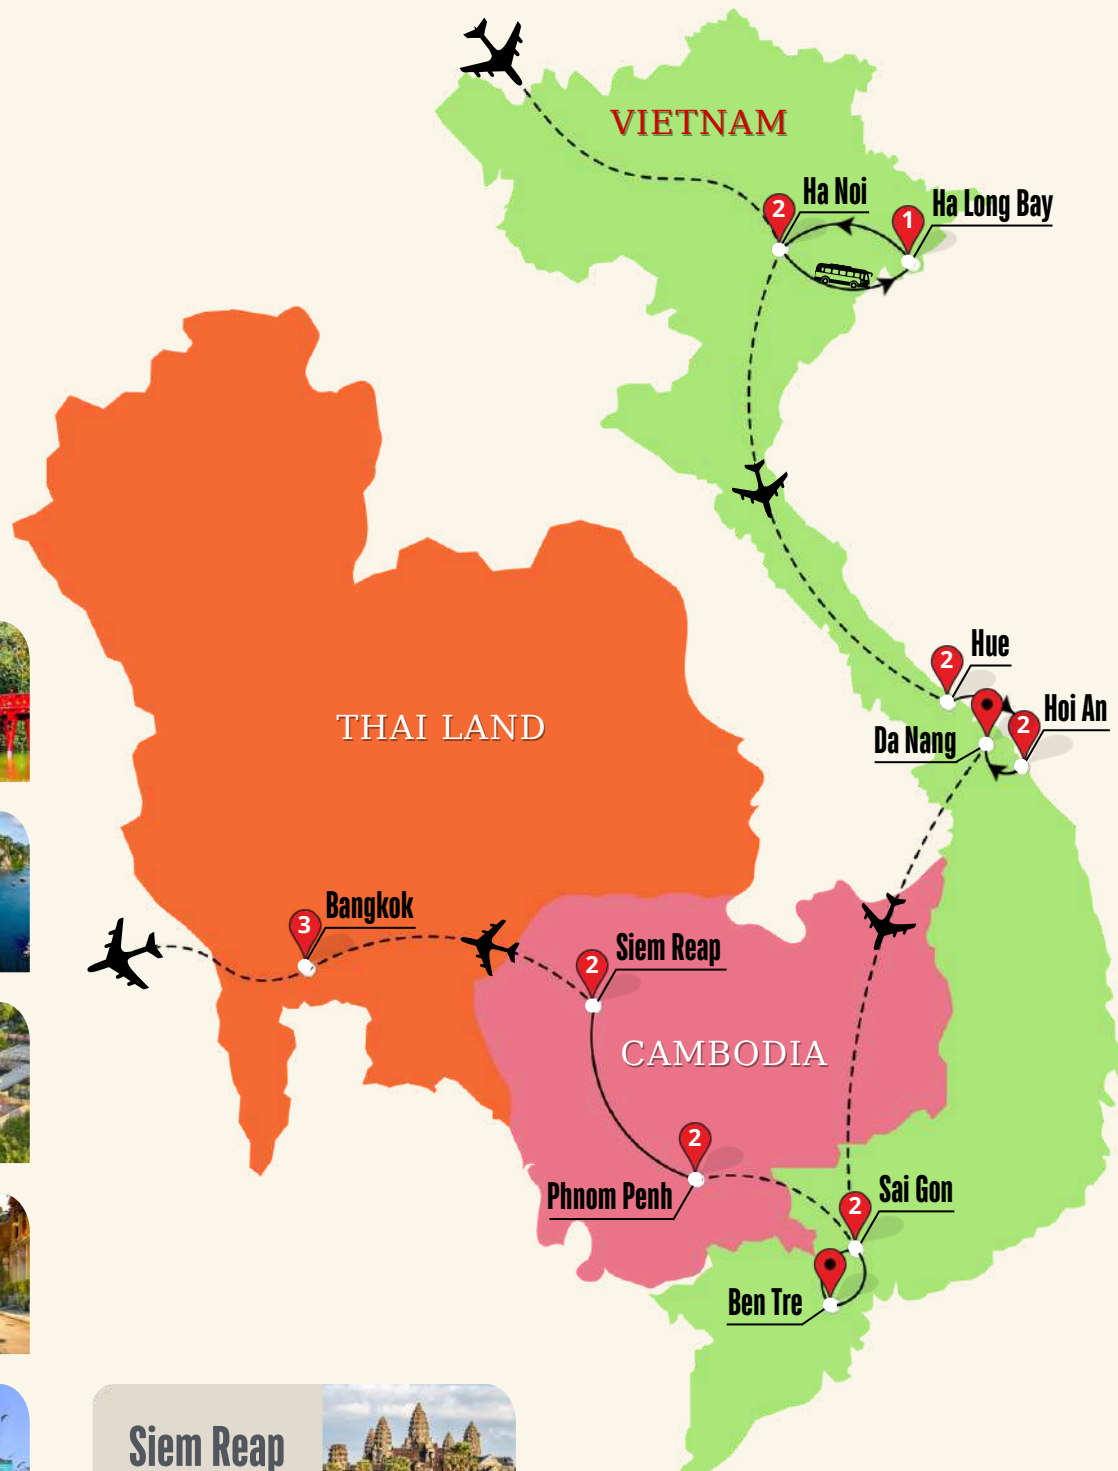 VIETNAM
2
Ha Noi
1
Ha Long Bay
2
Hue
2
Hoi An
Da Nang
THAI LAND
3
Bangkok
2
Siem Reap
CAMBODIA
2
Phnom Penh
2
Sai Gon
Ben Tre
Siem Reap